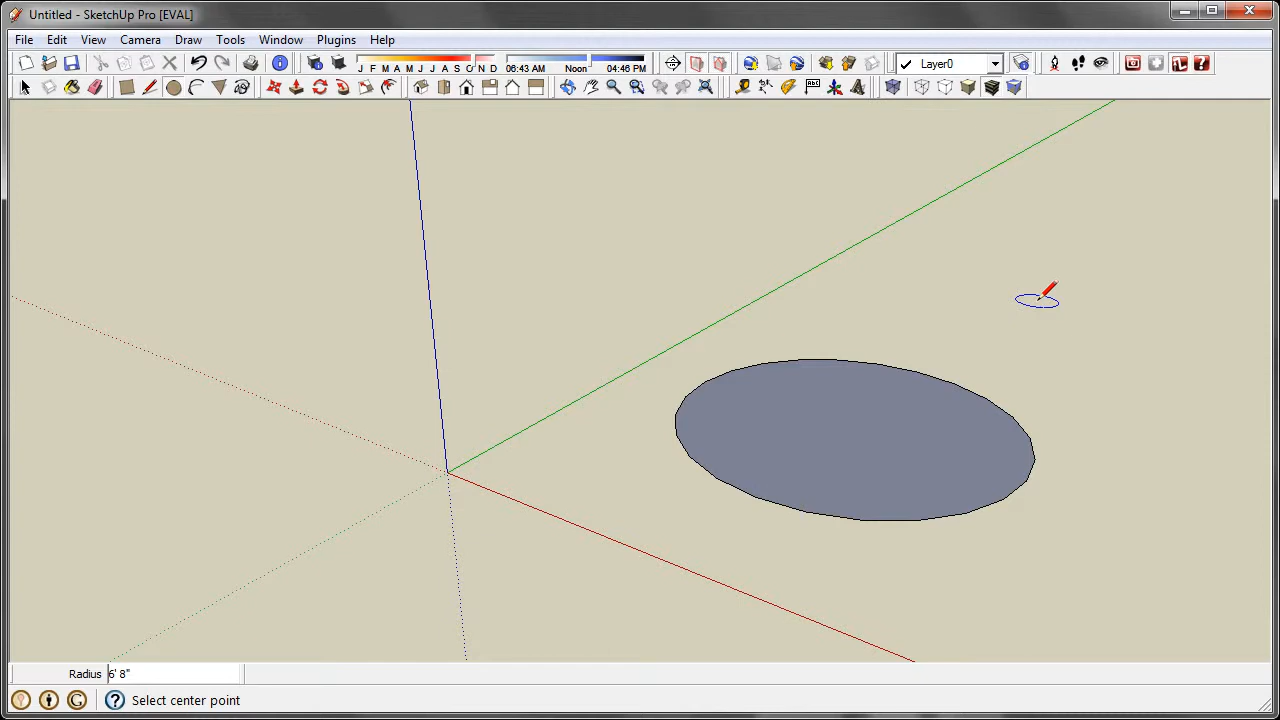 Untitled - SketchUp Pro [EVAL]
File Edit View Camera Draw Tools Window Plugins Help
J F M A M J J A S O N D 06:43 AM Noon 04:46 PM Layer0
ABC
Radius 6' 8"
Select center point